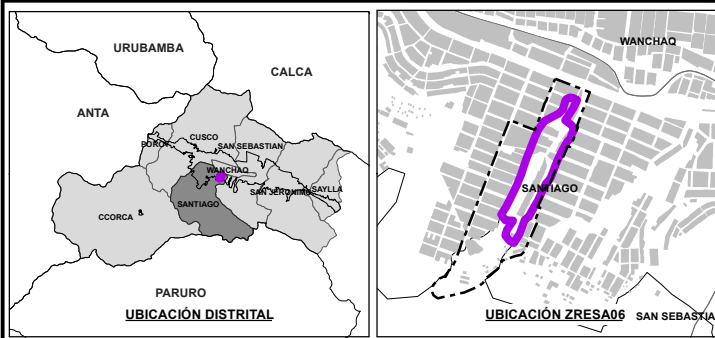 URUBAMBA
CALCA
ANTA
CUSCO
POROY
SAN SEBASTIAN
WANCHAQ
SAN JERONIMO
SAYLLA
SANTIAGO
CCORCA
PARURO
UBICACIÓN DISTRITAL
WANCHAQ
SANTIAGO
UBICACIÓN ZRESA06
SAN SEBASTIA